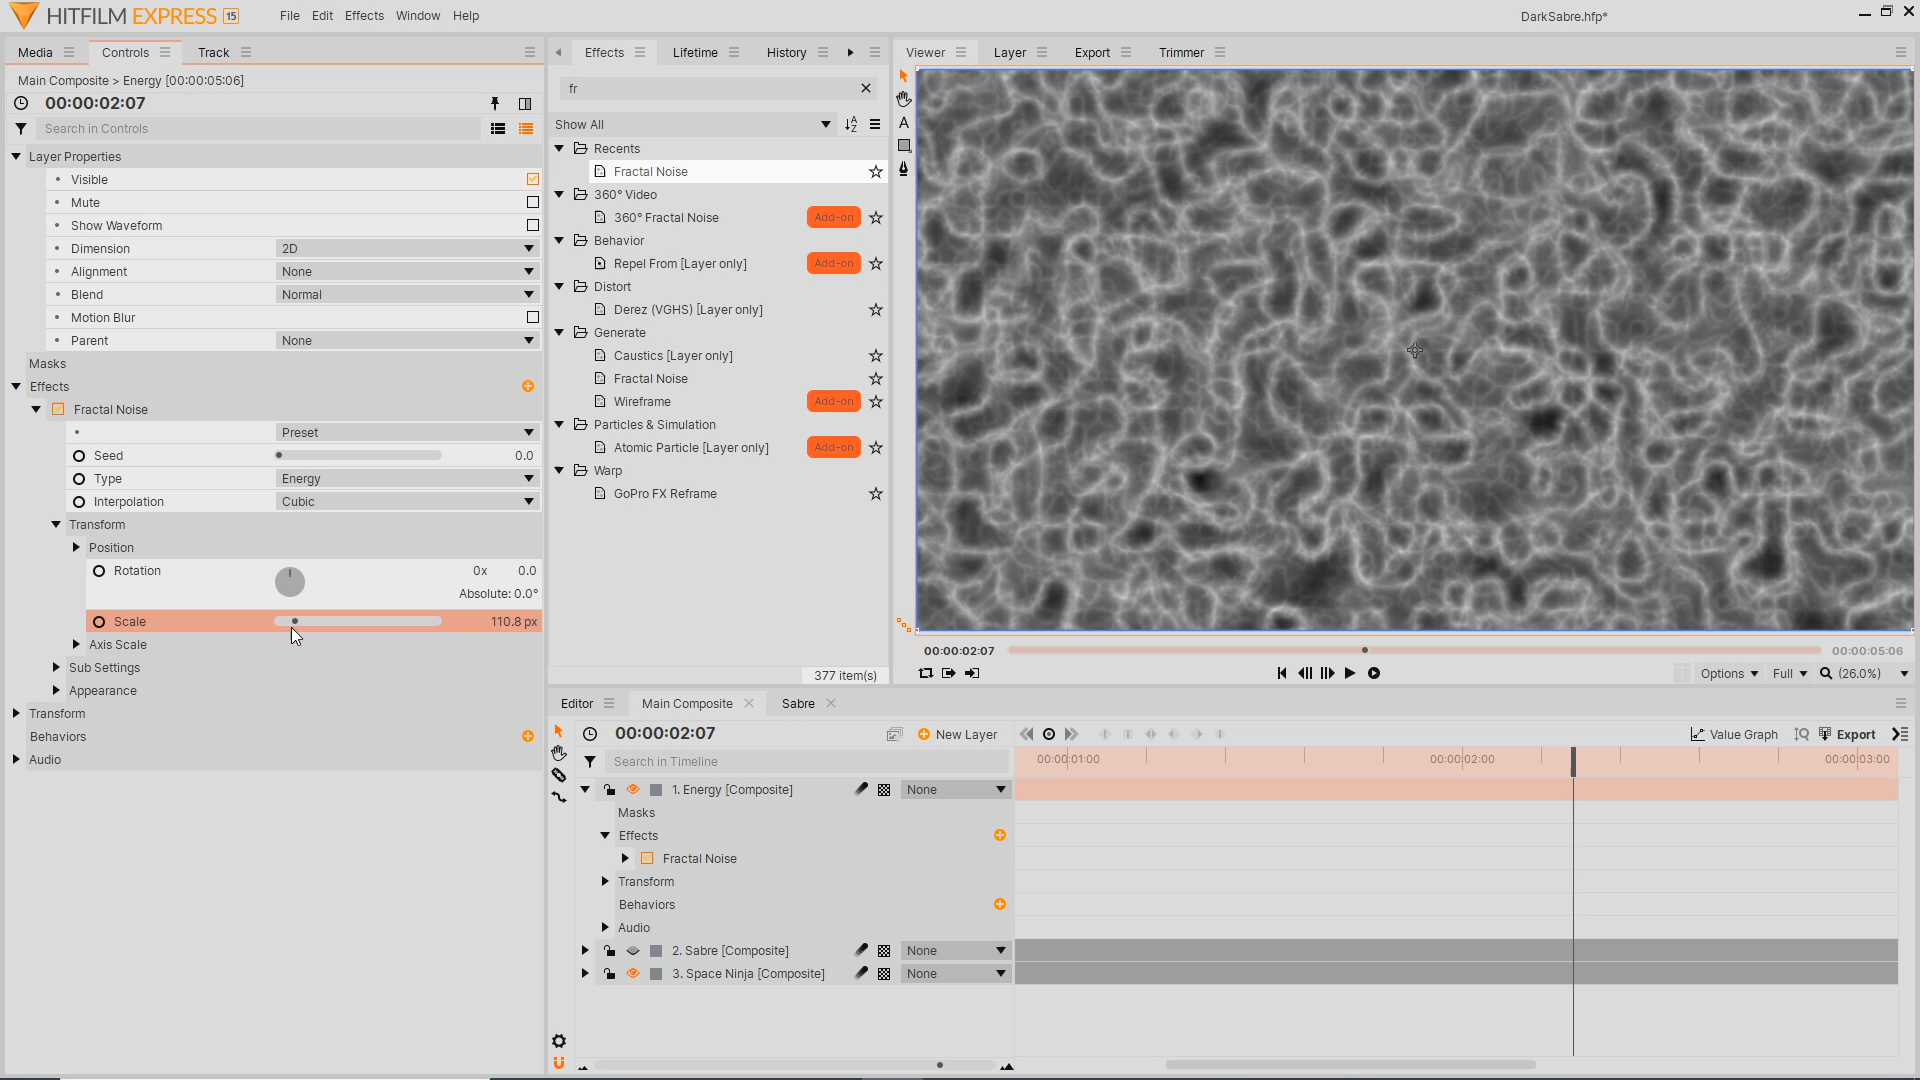 HITFILM EXPRESS 15
File Edit Effects Window Help
DarkSabre.hfp*
Media Controls Track
Main Composite > Energy [00:00:05:06]
00:00:02:07
Search in Controls
Layer Properties
Visible
Mute
Show Waveform
Dimension 2D
Alignment None
Blend Normal
Motion Blur
Parent None
Masks
Effects
Fractal Noise
Preset
Seed 0.0
Type Energy
Interpolation Cubic
Transform
Position
Rotation 0x 0.0
Absolute: 0.0°
Scale 110.8 px
Axis Scale
Sub Settings
Appearance
Transform
Behaviors
Audio
Effects Lifetime History
fr
Show All
Recents
Fractal Noise
360° Video
360° Fractal Noise Add-on
Behavior
Repel From [Layer only] Add-on
Distort
Derez (VGHS) [Layer only]
Generate
Caustics [Layer only]
Fractal Noise
Wireframe Add-on
Particles & Simulation
Atomic Particle [Layer only] Add-on
Warp
GoPro FX Reframe
377 item(s)
Viewer Layer Export Trimmer
A
00:00:02:07 00:00:05:06
Options Full (26.0%)
Editor Main Composite Sabre
00:00:02:07 New Layer Value Graph Export
Search in Timeline
00:00:01:00 00:00:02:00 00:00:03:00
1. Energy [Composite] None
Masks
Effects
Fractal Noise
Transform
Behaviors
Audio
2. Sabre [Composite] None
3. Space Ninja [Composite] None